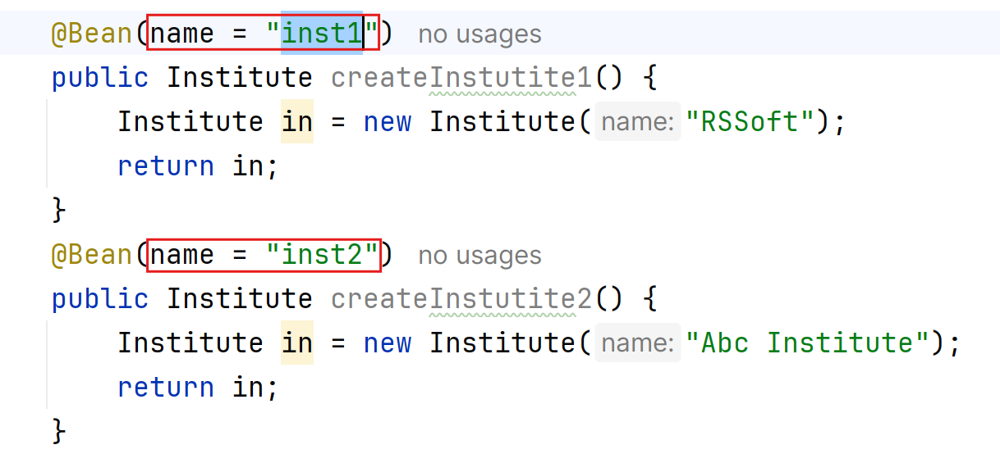 @Bean(name = "inst1") no usages
public Institute createInstutite1() {
    Institute in = new Institute( name: "RSSoft");
    return in;
}
@Bean(name = "inst2") no usages
public Institute createInstutite2() {
    Institute in = new Institute( name: "Abc Institute");
    return in;
}